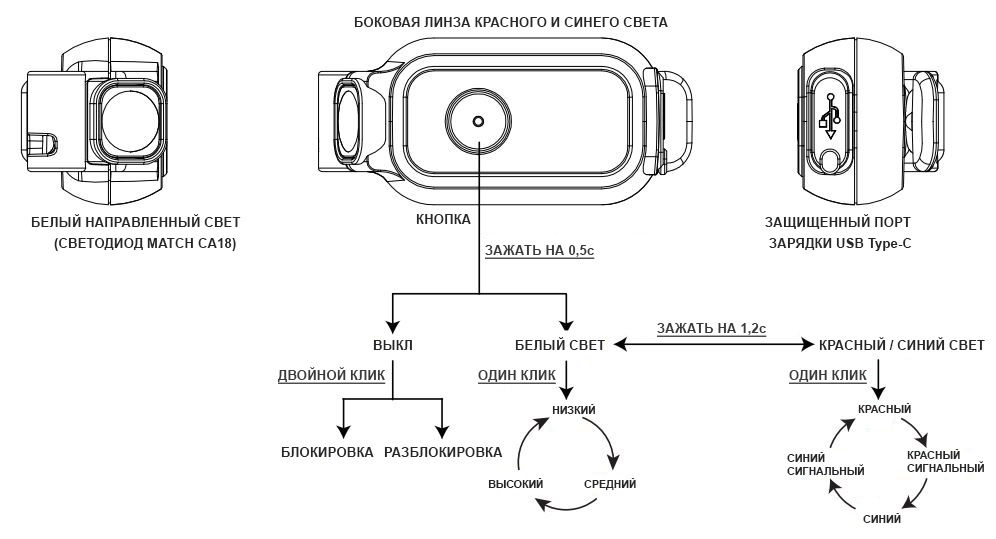 БОКОВАЯ ЛИНЗА КРАСНОГО И СИНЕГО СВЕТА
БЕЛЫЙ НАПРАВЛЕННЫЙ СВЕТ
(СВЕТОДИОД MATCH CA18)
КНОПКА
ЗАЩИЩЕННЫЙ ПОРТ
ЗАРЯДКИ USB Type-C
ЗАЖАТЬ НА 0,5с
ЗАЖАТЬ НА 1,2с
ВЫКЛ
БЕЛЫЙ СВЕТ
КРАСНЫЙ / СИНИЙ СВЕТ
ДВОЙНОЙ КЛИК
ОДИН КЛИК
ОДИН КЛИК
БЛОКИРОВКА
РАЗБЛОКИРОВКА
НИЗКИЙ
СРЕДНИЙ
ВЫСОКИЙ
КРАСНЫЙ
КРАСНЫЙ
СИГНАЛЬНЫЙ
СИНИЙ
СИНИЙ
СИГНАЛЬНЫЙ